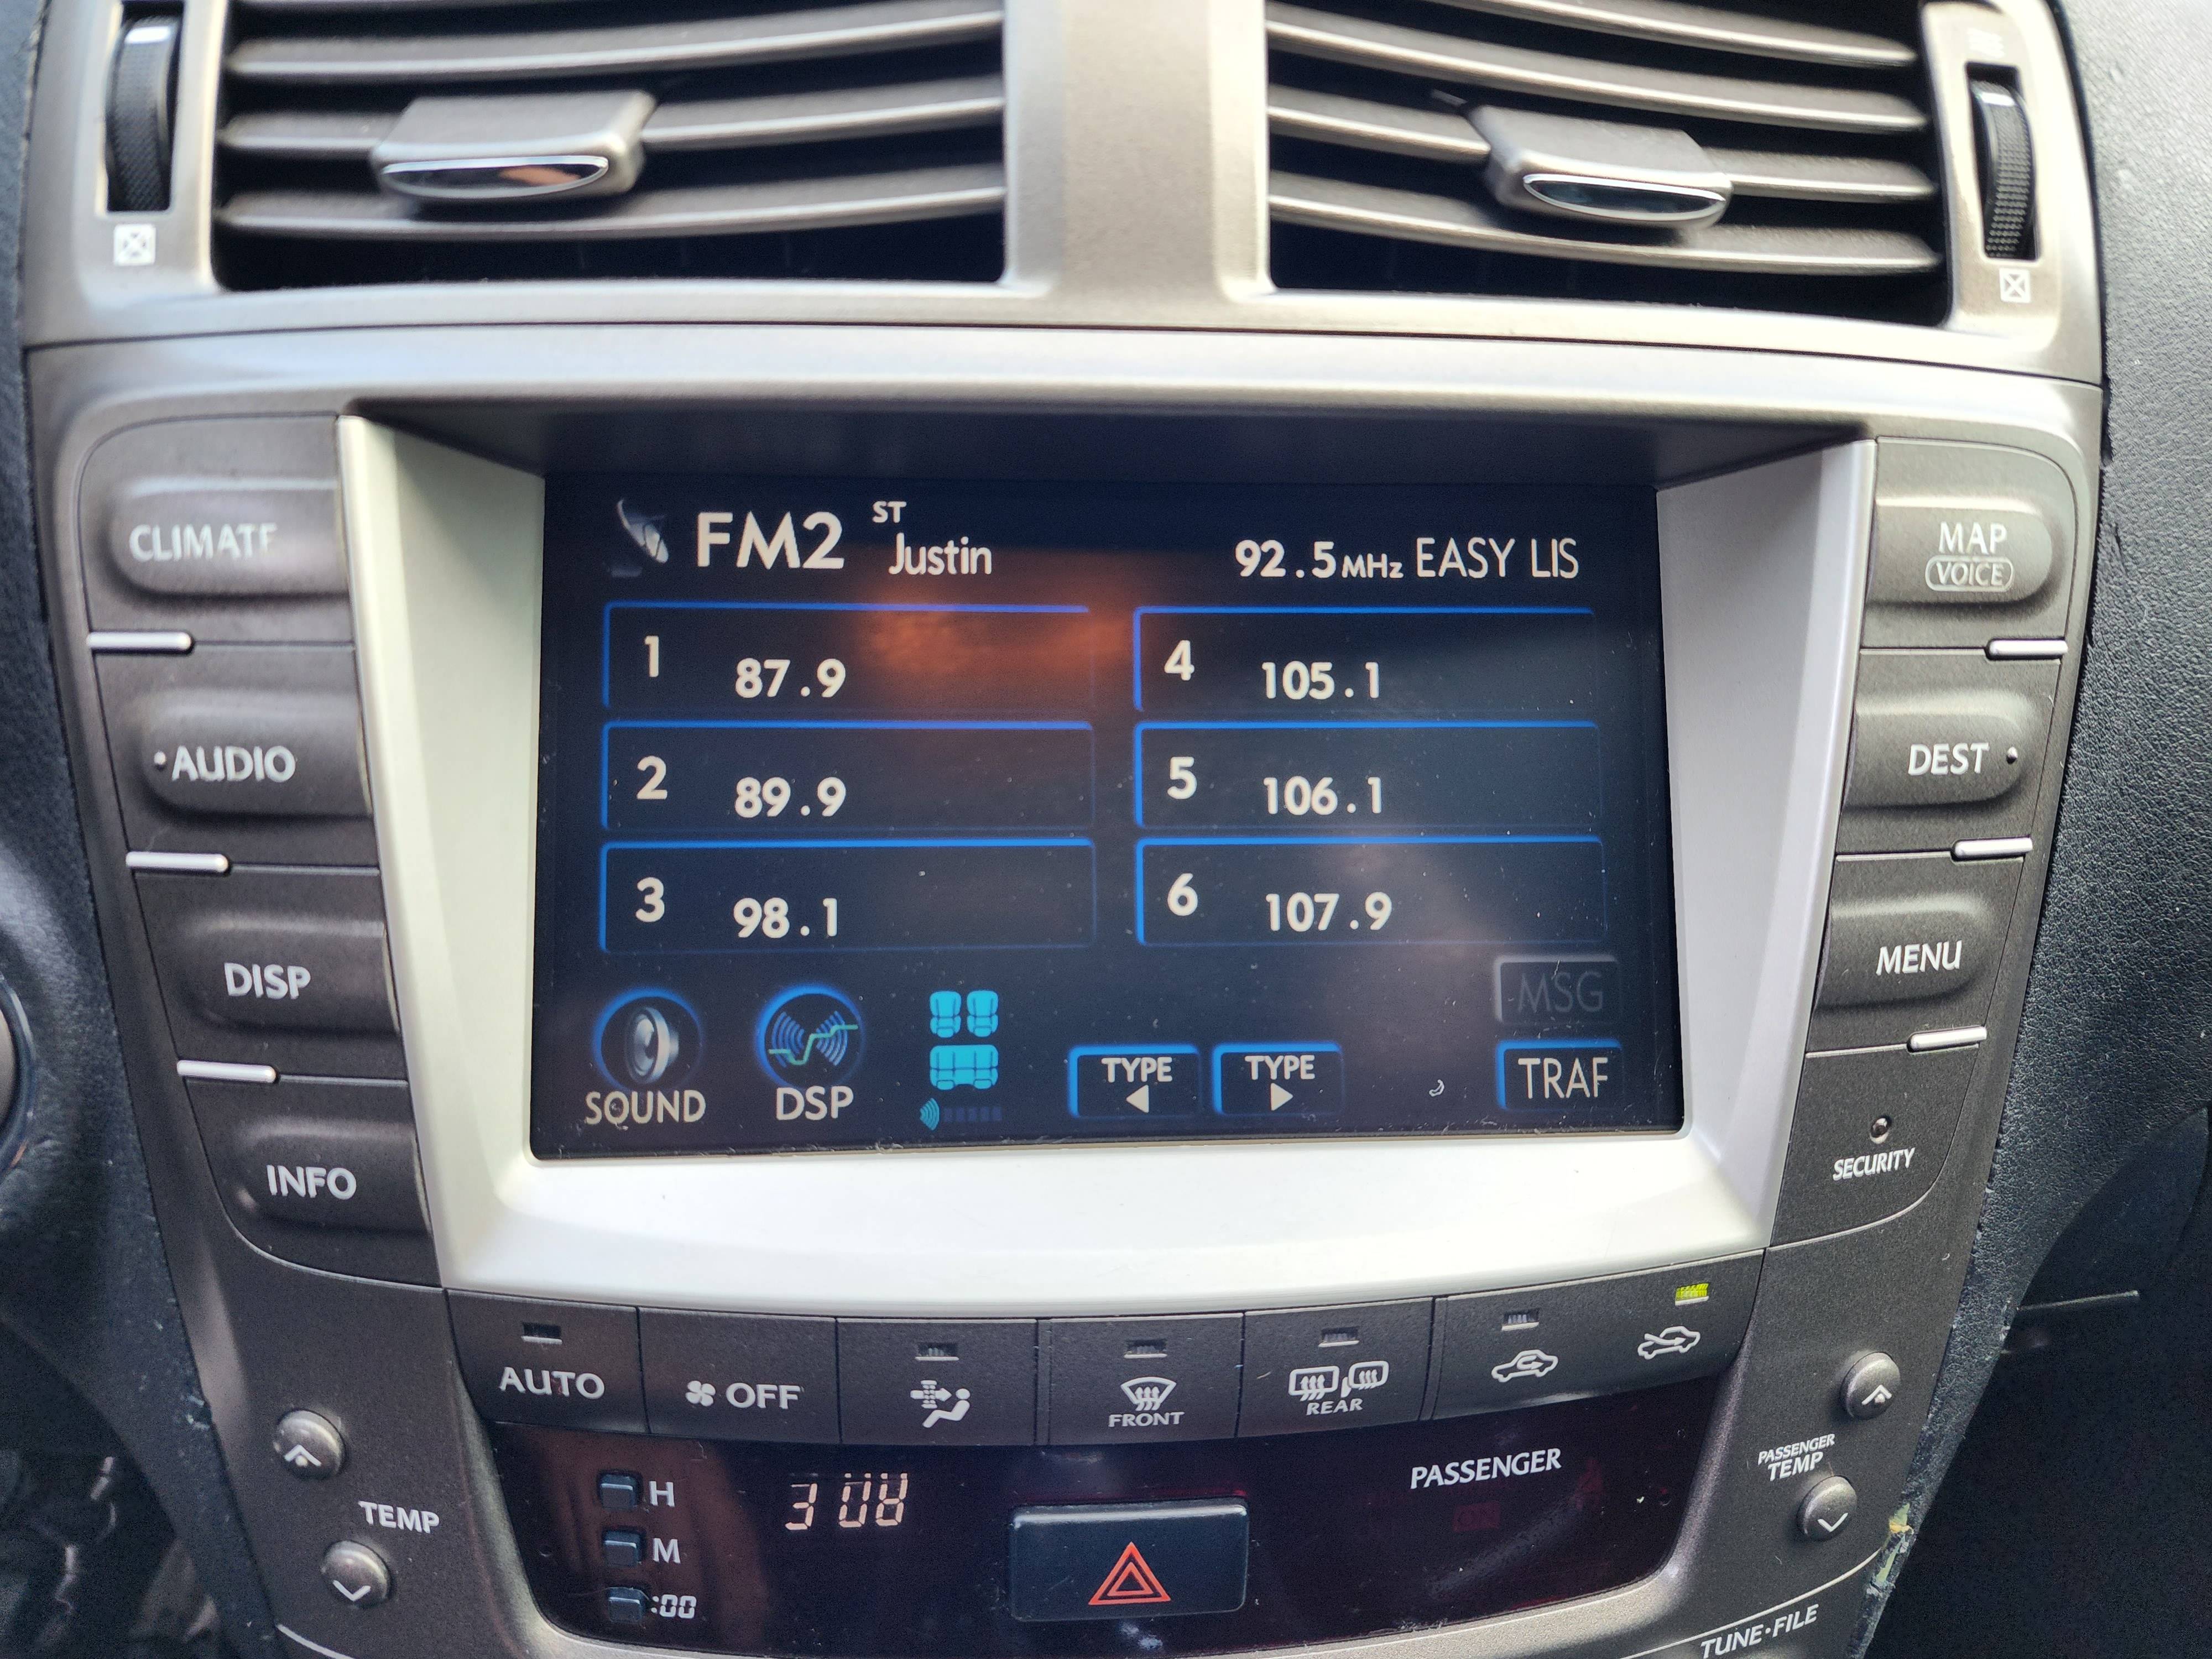 FM2 ST Justin 92.5MHz EASY LIS
1 87.9
2 89.9
3 98.1
4 105.1
5 106.1
6 107.9
SOUND
DSP
TYPE
TYPE
MSG
TRAF
CLIMATE
AUDIO
DISP
INFO
MAP
VOICE
DEST
MENU
SECURITY
AUTO
OFF
FRONT
REAR
TEMP
H
M
:00
PASSENGER
PASSENGER
TEMP
TUNE·FILE